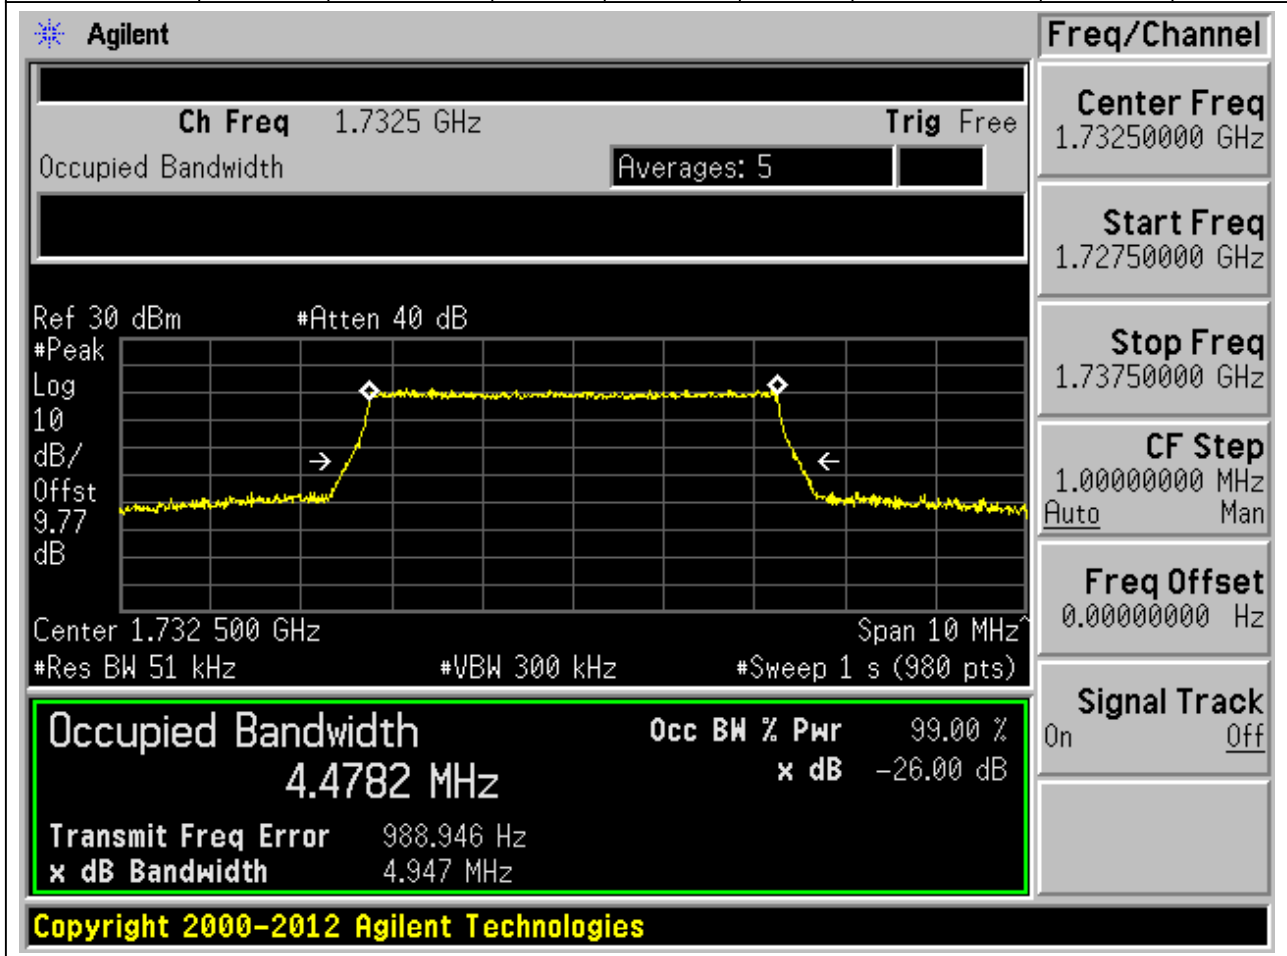 Agilent
Freq/Channel
Ch Freq 1.7325 GHz Trig Free
Occupied Bandwidth Averages: 5
Center Freq
1.73250000 GHz
Start Freq
1.72750000 GHz
Stop Freq
1.73750000 GHz
CF Step
1.00000000 MHz
Auto Man
Freq Offset
0.00000000 Hz
Signal Track
On Off
Ref 30 dBm #Atten 40 dB
#Peak
Log
10
dB/
Offst
9.77
dB
Center 1.732 500 GHz Span 10 MHz^
#Res BW 51 kHz #VBW 300 kHz #Sweep 1 s (980 pts)
Occupied Bandwidth Occ BW % Pwr 99.00 %
4.4782 MHz x dB -26.00 dB
Transmit Freq Error 988.946 Hz
x dB Bandwidth 4.947 MHz
Copyright 2000-2012 Agilent Technologies